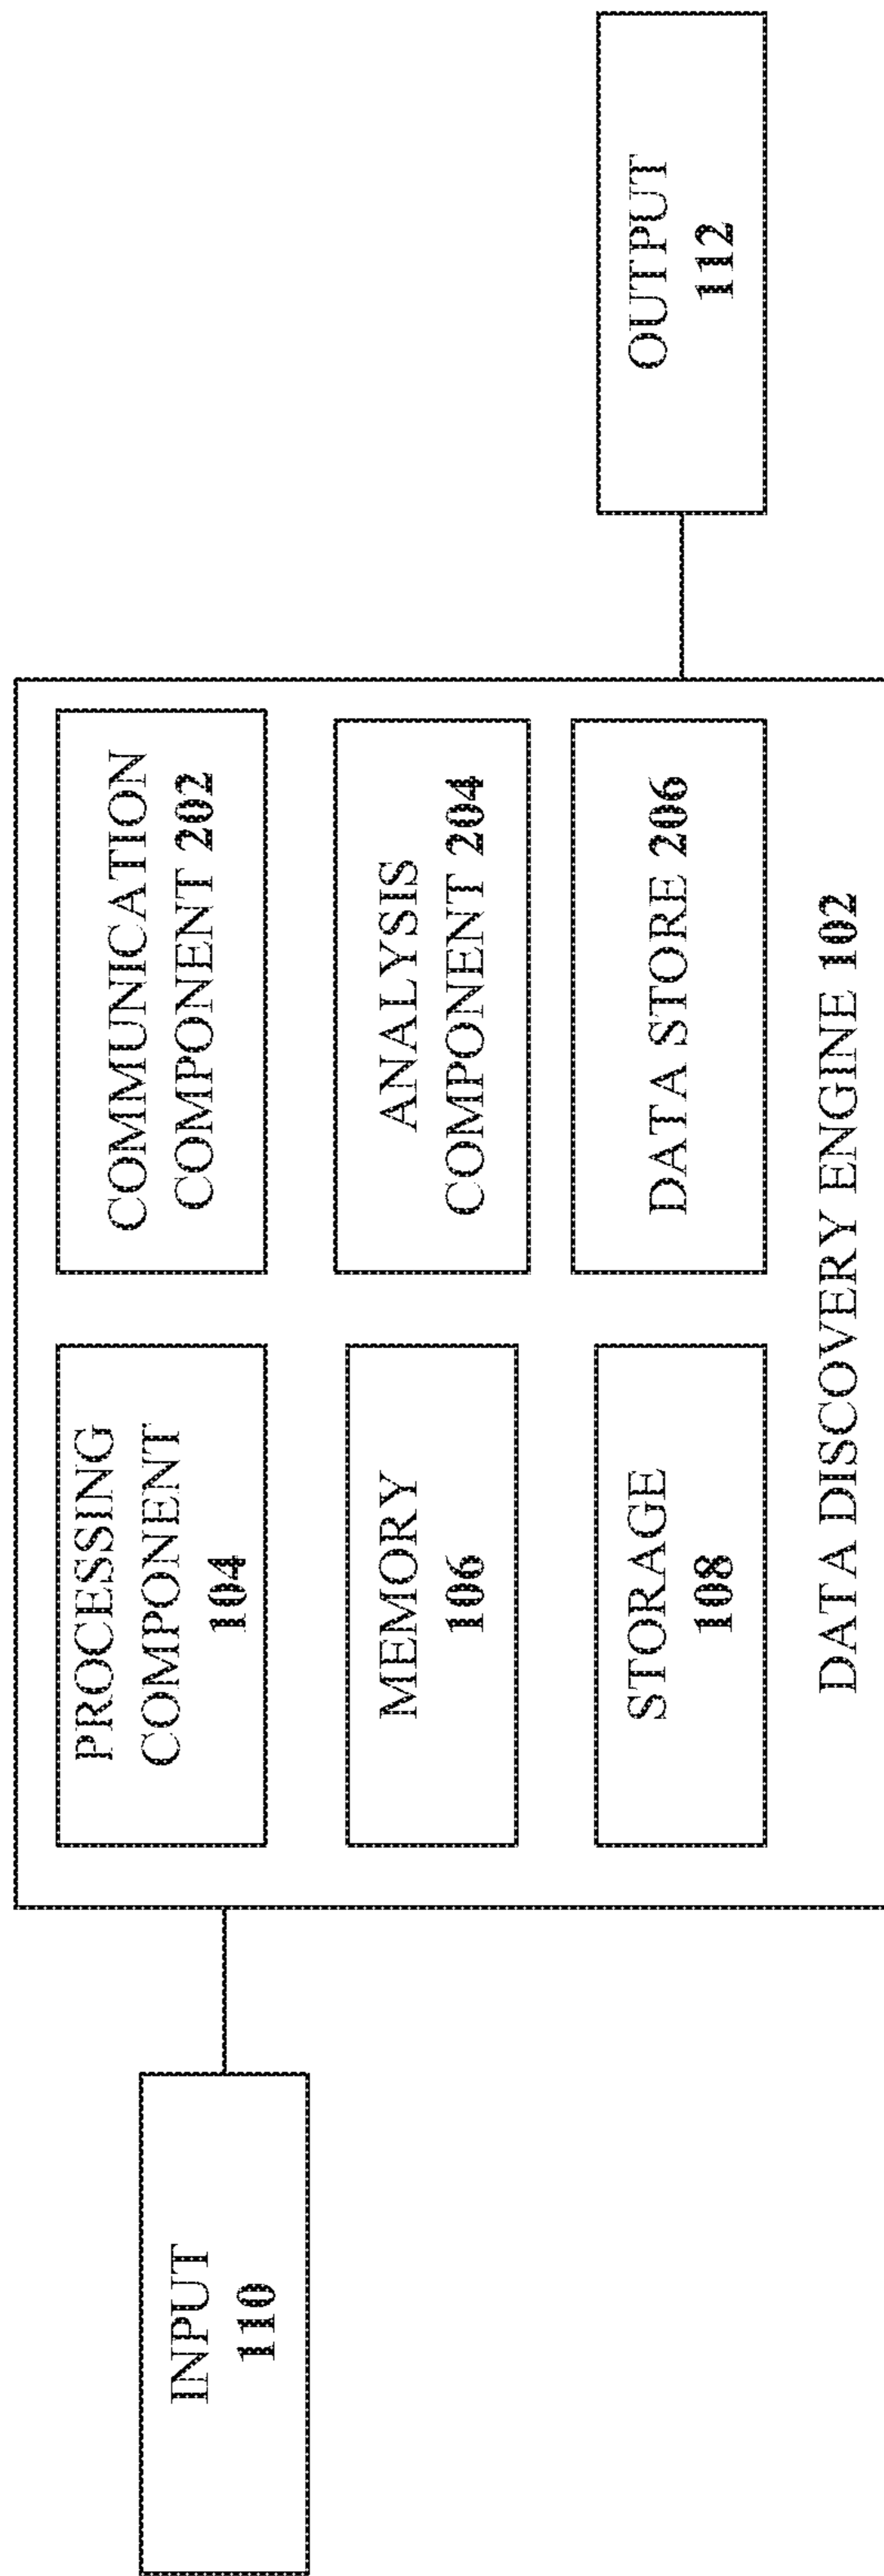 INPUT
110
PROCESSING
COMPONENT
104
MEMORY
106
STORAGE
108
COMMUNICATION
COMPONENT 202
ANALYSIS
COMPONENT 204
DATA STORE 206
DATA DISCOVERY ENGINE 102
OUTPUT
112